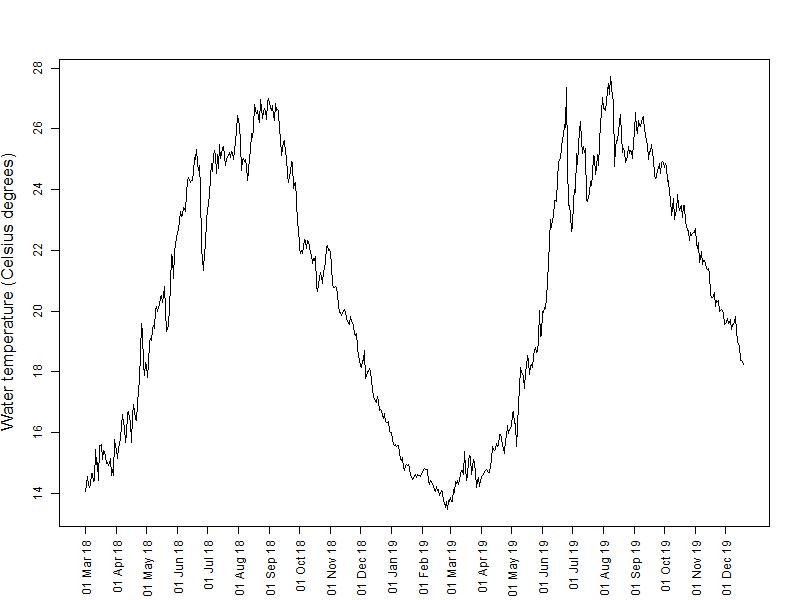 Water temperature (Celsius degrees)
28
26
24
22
20
18
16
14
01 Mar 18
01 Apr 18
01 May 18
01 Jun 18
01 Jul 18
01 Aug 18
01 Sep 18
01 Oct 18
01 Nov 18
01 Dec 18
01 Jan 19
01 Feb 19
01 Mar 19
01 Apr 19
01 May 19
01 Jun 19
01 Jul 19
01 Aug 19
01 Sep 19
01 Oct 19
01 Nov 19
01 Dec 19